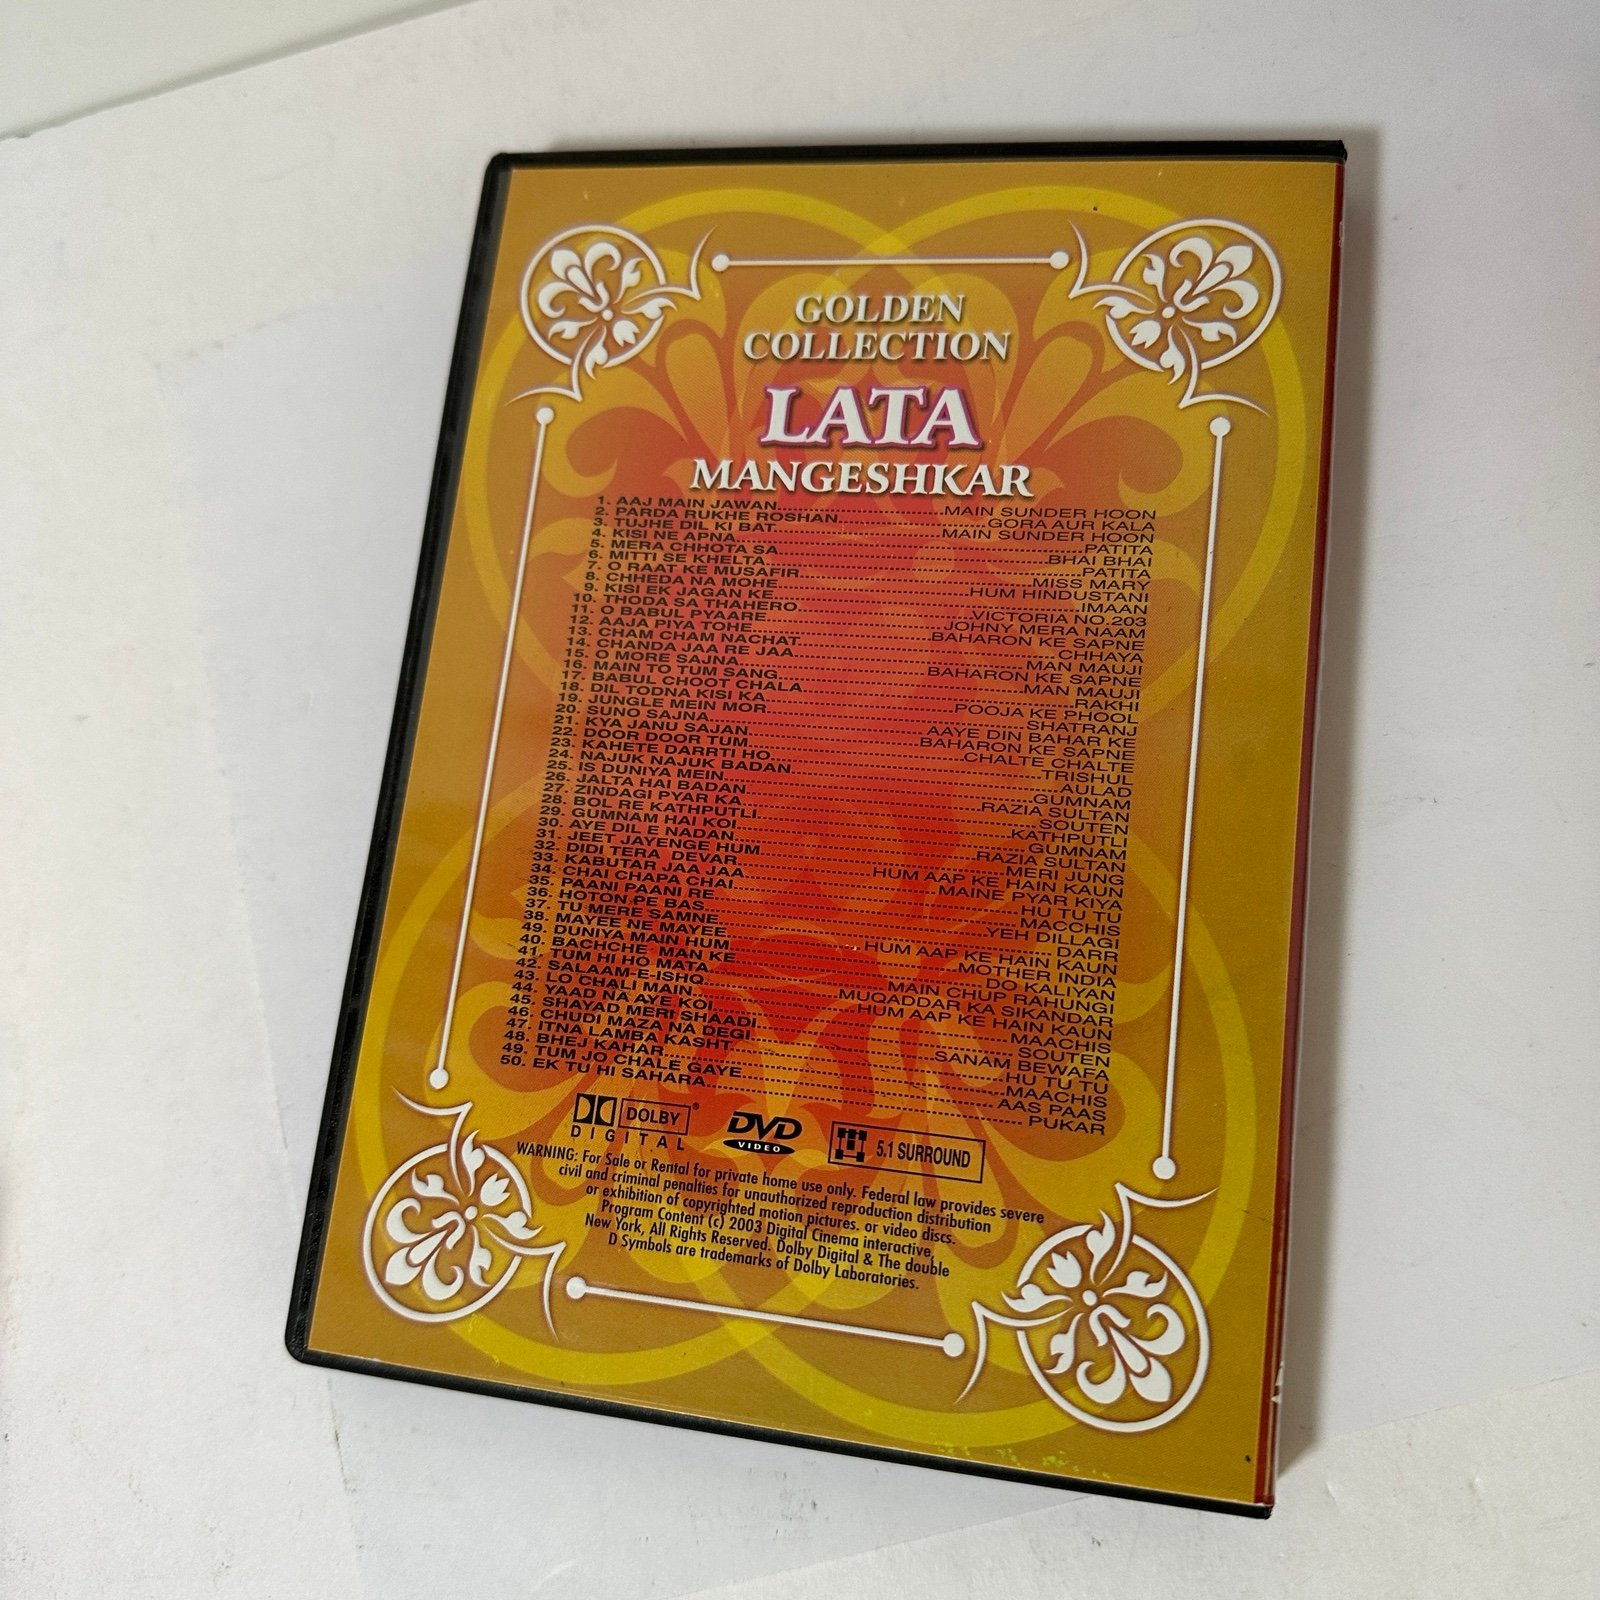 GOLDEN
COLLECTION
LATA
MANGESHKAR
1. AAJ MAIN JAWAN MAIN SUNDER HOON
2. PARDA RUKHE ROSHAN GORA AUR KALA
3. TUJHE DIL KI BAT MAIN SUNDER HOON
4. KISI NE APNA PATITA
5. MERA CHHOTA SA BHAI BHAI
6. MITTI SE KHELTA PATITA
7. O RAAT KE MUSAFIR MISS MARY
8. CHHEDA NA MOHE HUM HINDUSTANI
9. KISI EK JAGAN KE IMAAN
10. THODA SA THAHERO VICTORIA NO.203
11. O BABUL PYAARE JOHNY MERA NAAM
12. AAJA PIYA TOHE BAHARON KE SAPNE
13. CHAM CHAM NACHAT CHHAYA
14. CHANDA JAA RE JAA MAN MAUJI
15. O MORE SAJNA BAHARON KE SAPNE
16. MAIN TO TUM SANG MAN MAUJI
17. BABUL CHOOT CHALA RAKHI
18. DIL TODNA KISI KA POOJA KE PHOOL
19. JUNGLE MEIN MOR SHATRANJ
20. SUNO SAJNA AAYE DIN BAHAR KE
21. KYA JANU SAJAN BAHARON KE SAPNE
22. DOOR DOOR TUM CHALTE CHALTE
23. KAHETE DARRTI HO TRISHUL
24. NAJUK NAJUK BADAN AULAD
25. IS DUNIYA MEIN GUMNAM
26. JALTA HAI BADAN RAZIA SULTAN
27. ZINDAGI PYAR KA SOUTEN
28. BOL RE KATHPUTLI KATHPUTLI
29. GUMNAM HAI KOI GUMNAM
30. AYE DIL E NADAN RAZIA SULTAN
31. JEET JAYENGE HUM MERI JUNG
32. DIDI TERA DEVAR HUM AAP KE HAIN KAUN
33. KABUTAR JAA JAA MAINE PYAR KIYA
34. CHAI CHAPA CHAI HU TU TU
35. PAANI PAANI RE MACCHIS
36. HOTON PE BAS YEH DILLAGI
37. TU MERE SAMNE DARR
38. MAYEE NE MAYEE HUM AAP KE HAIN KAUN
49. DUNIYA MAIN HUM MOTHER INDIA
40. BACHCHE MAN KE DO KALIYAN
41. TUM HI HO MATA MAIN CHUP RAHUNGI
42. SALAAM-E-ISHQ MUQADDAR KA SIKANDAR
43. LO CHALI MAIN HUM AAP KE HAIN KAUN
44. YAAD NA AYE KOI MAACHIS
45. SHAYAD MERI SHAADI SOUTEN
46. CHUDI MAZA NA DEGI SANAM BEWAFA
47. ITNA LAMBA KASHT HU TU TU
48. BHEJ KAHAR MAACHIS
49. TUM JO CHALE GAYE AAS PAAS
50. EK TU HI SAHARA PUKAR
DOLBY DIGITAL
DVD VIDEO
5.1 SURROUND
WARNING: For Sale or Rental for private home use only. Federal law provides severe
civil and criminal penalties for unauthorized reproduction distribution
or exhibition of copyrighted motion pictures. or video discs.
Program Content (c) 2003 Digital Cinema interactive,
New York, All Rights Reserved. Dolby Digital & The double
D Symbols are trademarks of Dolby Laboratories.